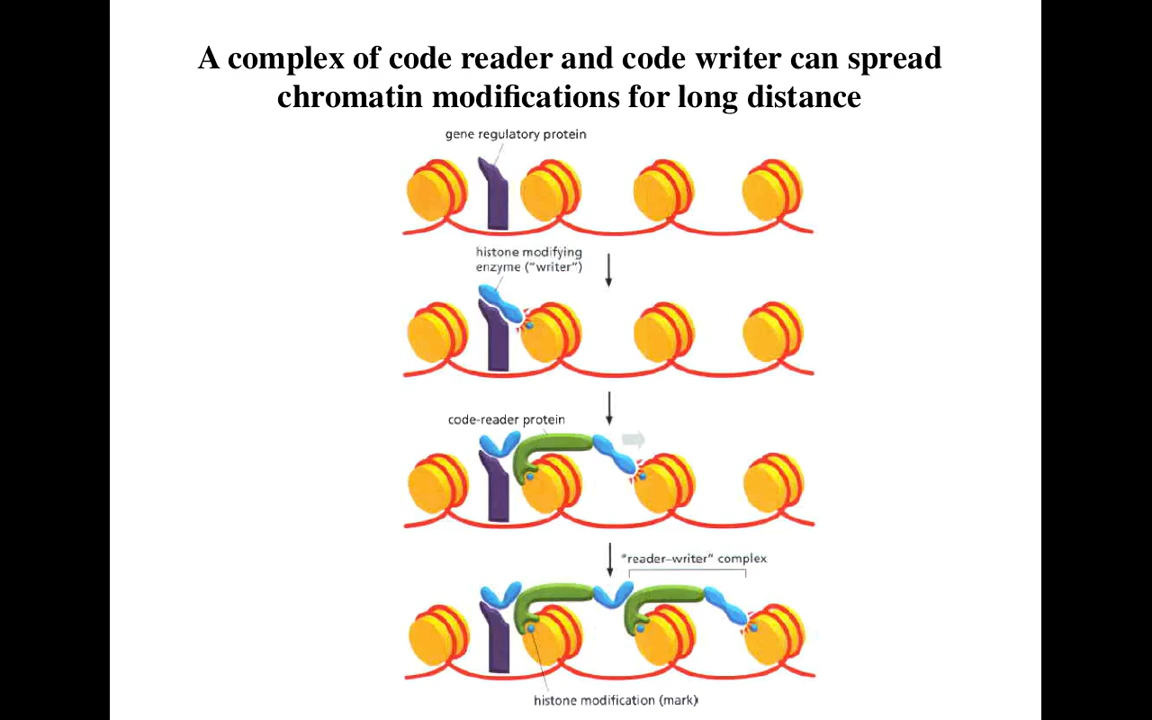 A complex of code reader and code writer can spread
chromatin modifications for long distance
gene regulatory protein
histone modifying
enzyme ("writer")
code-reader protein
"reader–writer" complex
histone modification (mark)